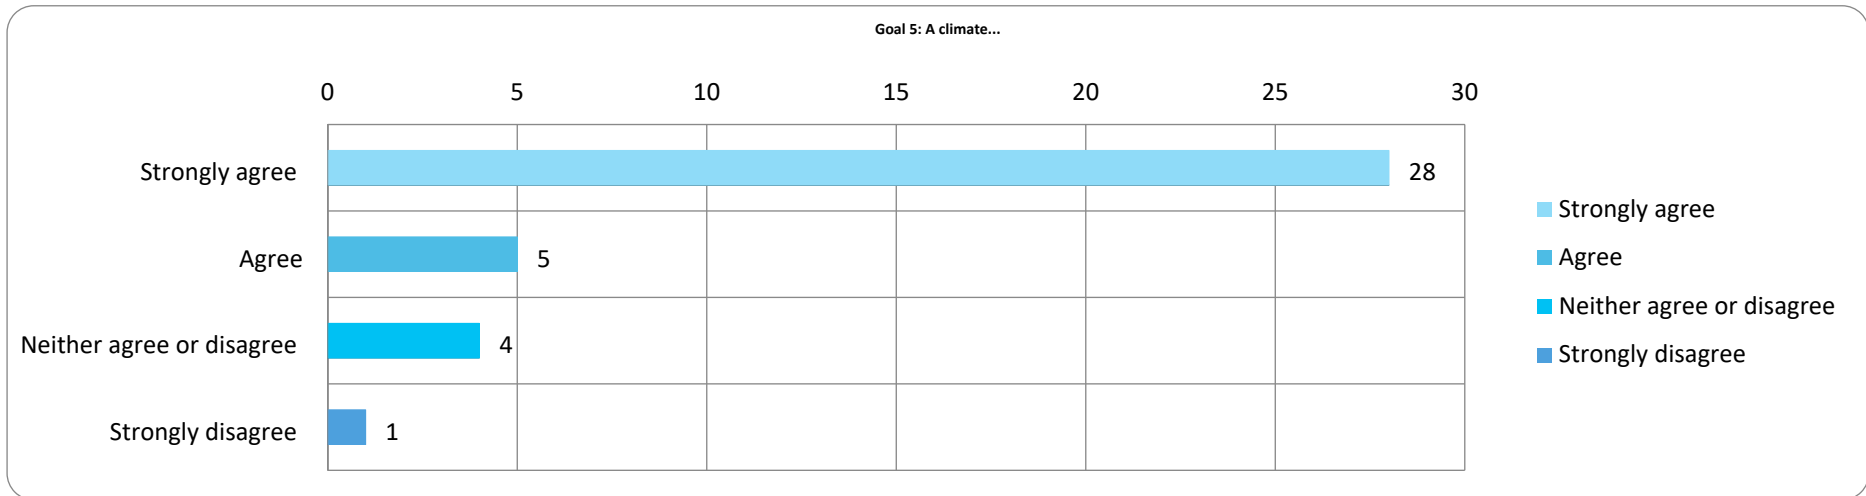 Goal 5: A climate...
0 5 10 15 20 25 30
Strongly agree 28
Agree 5
Neither agree or disagree 4
Strongly disagree 1
Strongly agree
Agree
Neither agree or disagree
Strongly disagree